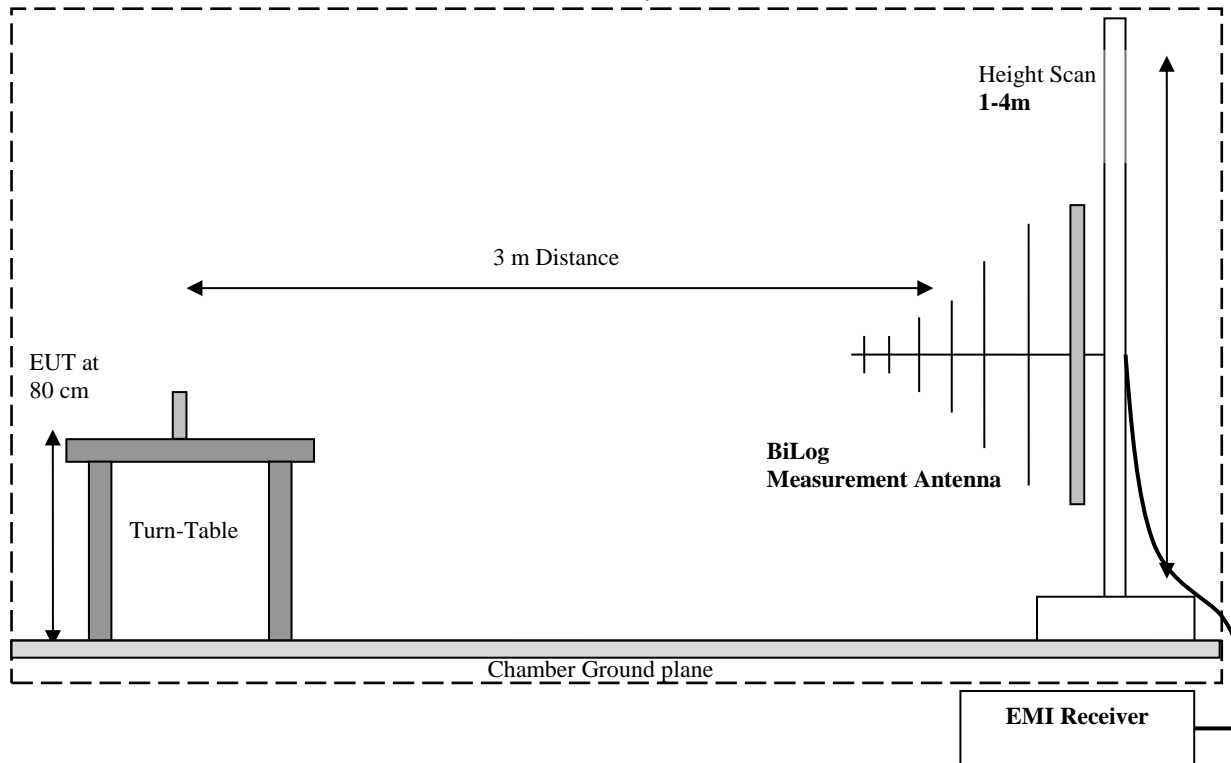 Height Scan
1-4m
3 m Distance
EUT at
80 cm
BiLog
Measurement Antenna
Turn-Table
Chamber Ground plane
EMI Receiver